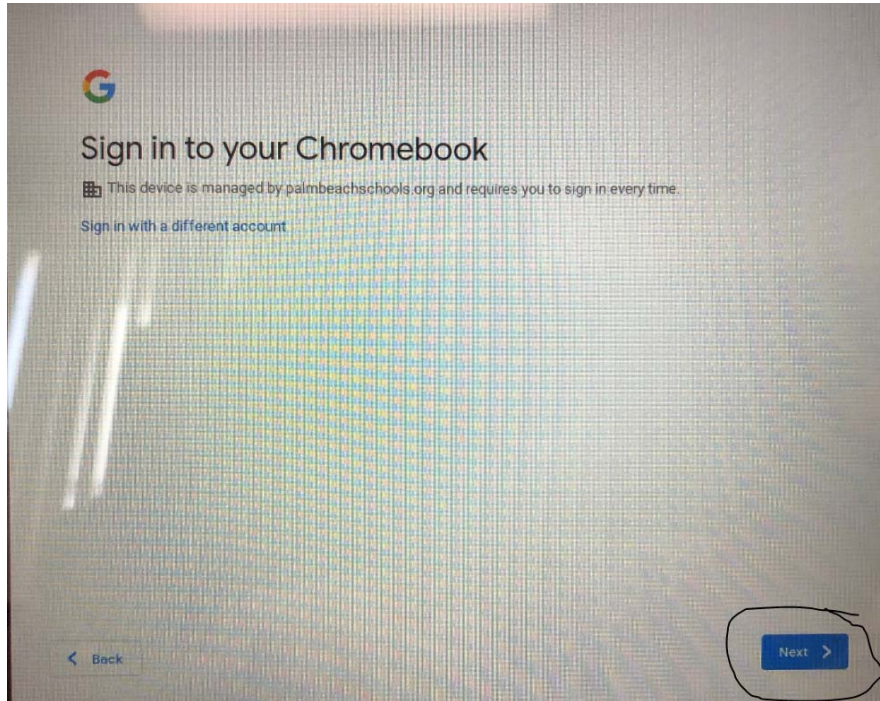 Sign in to your Chromebook
This device is managed by palmbeachschools.org and requires you to sign in every time.
Sign in with a different account
Back
Next